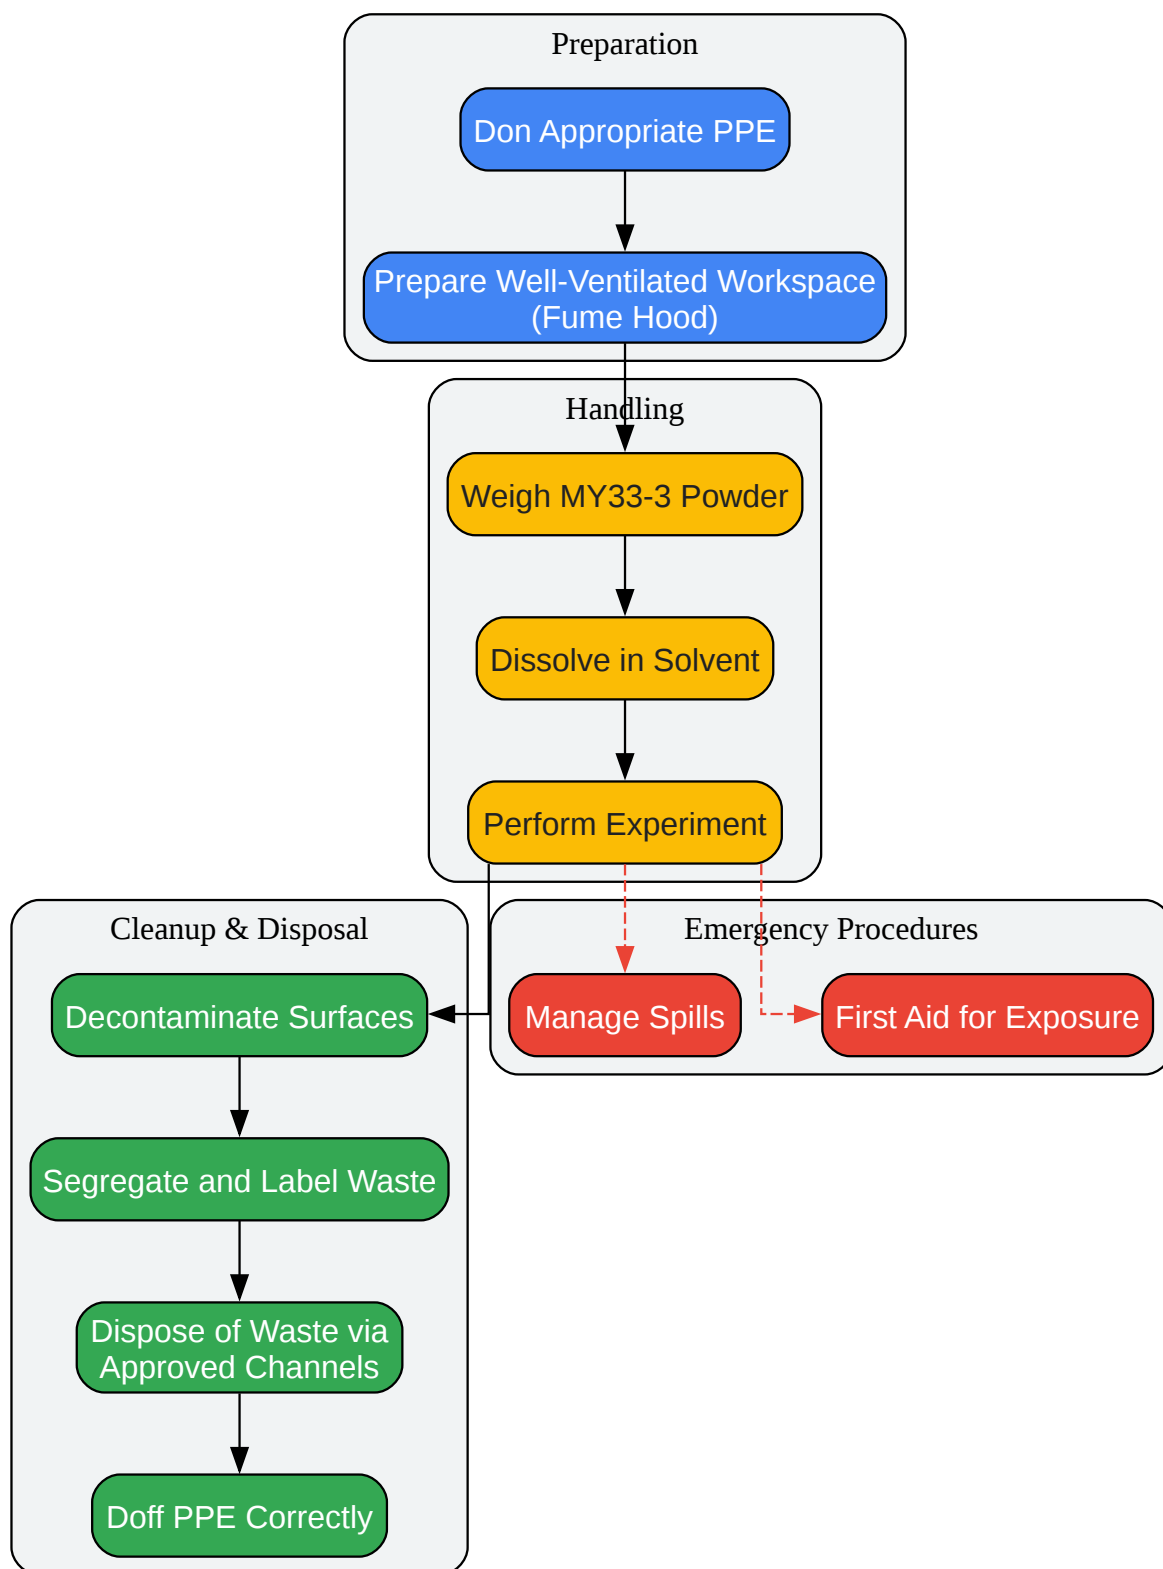 Preparation
Don Appropriate PPE
Prepare Well-Ventilated Workspace
(Fume Hood)
Handling
Weigh MY33-3 Powder
Dissolve in Solvent
Perform Experiment
Cleanup & Disposal
Decontaminate Surfaces
Segregate and Label Waste
Dispose of Waste via
Approved Channels
Doff PPE Correctly
Emergency Procedures
Manage Spills
First Aid for Exposure